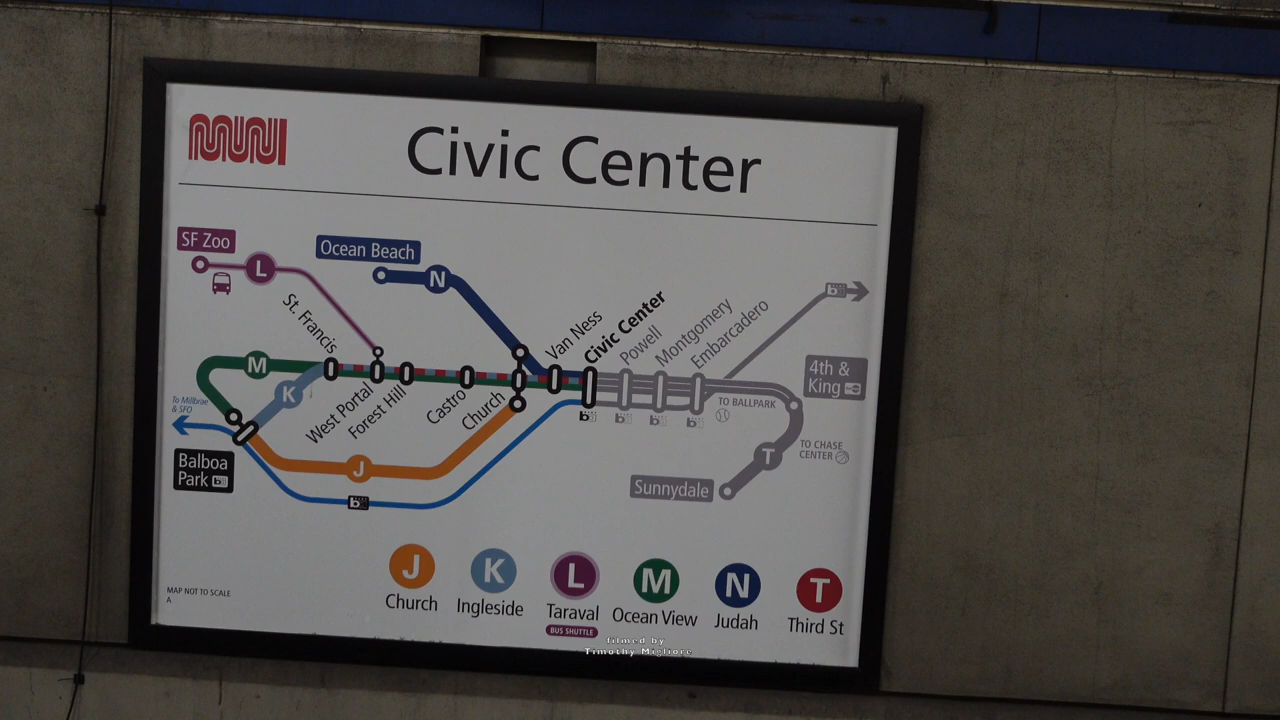 MUNI
Civic Center
SF Zoo
L
Ocean Beach
N
St. Francis
M
K
West Portal
Forest Hill
Castro
Church
Van Ness
Civic Center
Powell
Montgomery
Embarcadero
ba
4th &
King
TO BALLPARK
TO CHASE
CENTER
T
Sunnydale
To Millbrae
& SFO
Balboa
Park
J
ba
J
Church
K
Ingleside
L
Taraval
BUS SHUTTLE
M
Ocean View
N
Judah
T
Third St
MAP NOT TO SCALE
A
filmed by
Timothy Migliore